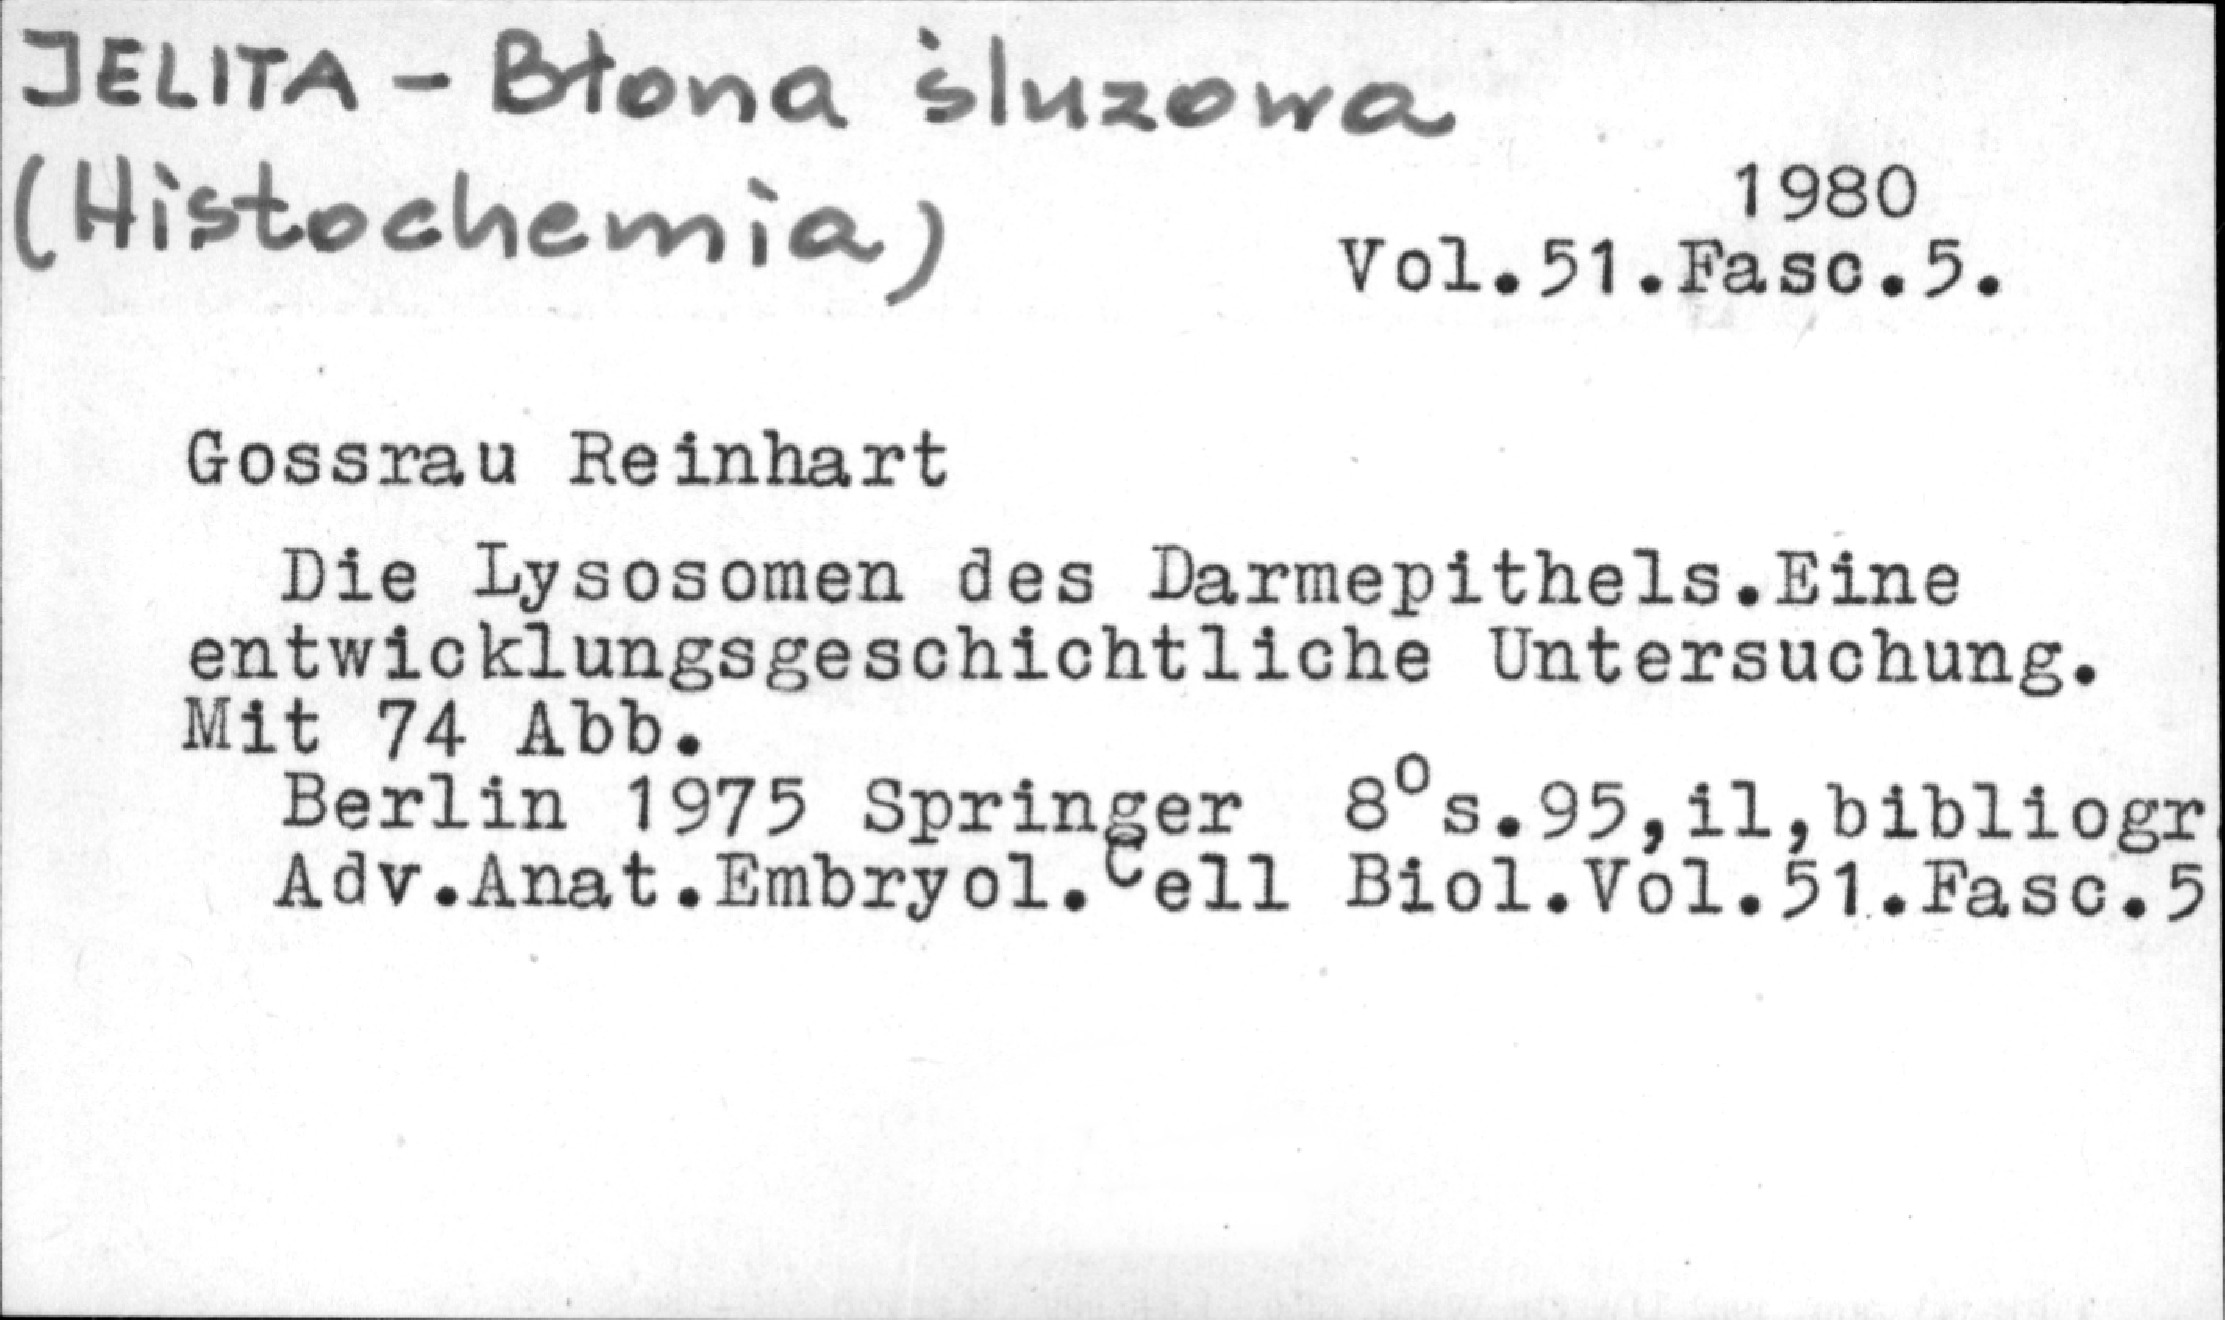 JELITA - Błona śluzowa
(Histochemia)
1980
Vol.51.Fasc.5.
Gossrau Reinhart
Die Lysosomen des Darmepithels.Eine
entwicklungsgeschichtliche Untersuchung.
Mit 74 Abb.
Berlin 1975 Springer 8°s.95,il,bibliogr
Adv.Anat.Embryol.Cell Biol.Vol.51.Fasc.5